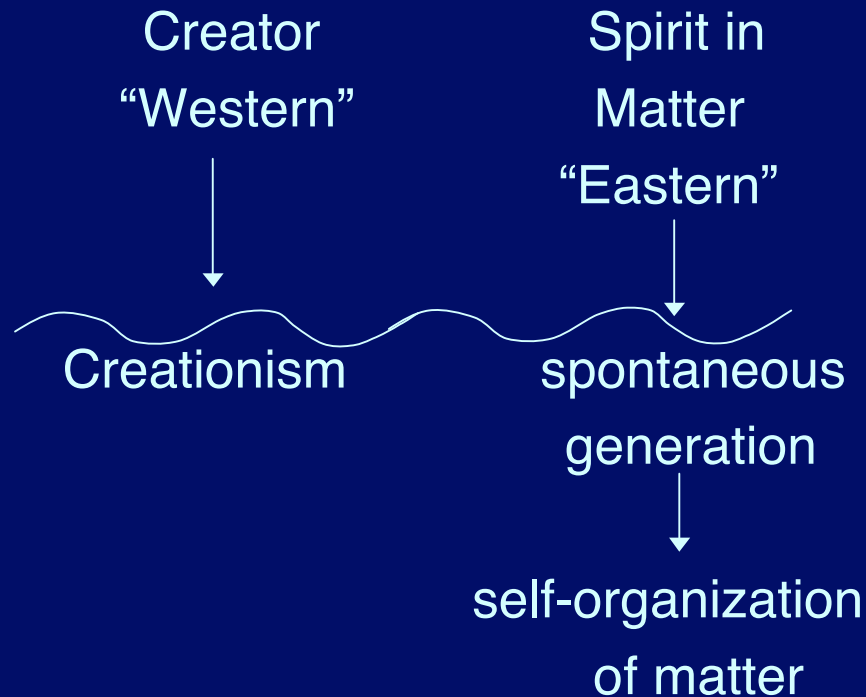 Creator
“Western”
Spirit in
Matter
“Eastern”
Creationism
spontaneous
generation
self-organization
of matter